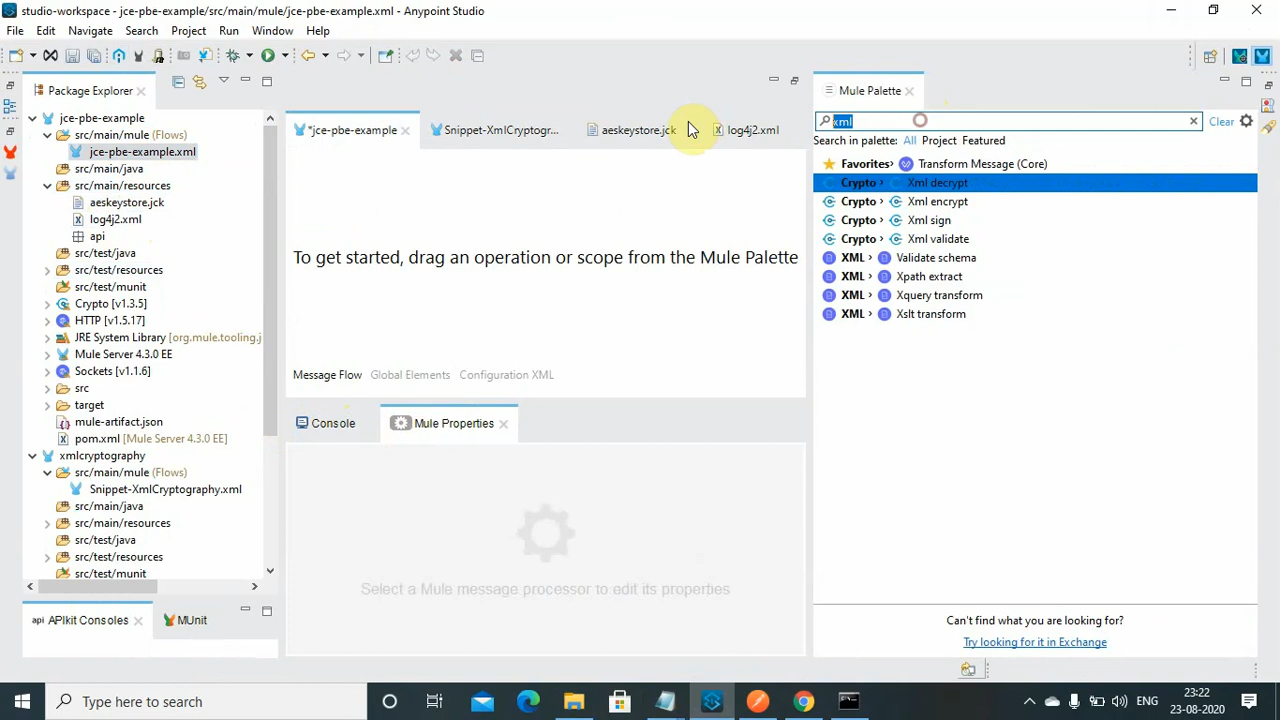 studio-workspace - jce-pbe-example/src/main/mule/jce-pbe-example.xml - Anypoint Studio
File Edit Navigate Search Project Run Window Help
Package Explorer
jce-pbe-example
src/main/mule (Flows)
jce-pbe-example.xml
src/main/java
src/main/resources
aeskeystore.jck
log4j2.xml
api
src/test/java
src/test/resources
src/test/munit
Crypto [v1.3.5]
HTTP [v1.5.17]
JRE System Library [org.mule.tooling.j
Mule Server 4.3.0 EE
Sockets [v1.1.6]
src
target
mule-artifact.json
pom.xml [Mule Server 4.3.0 EE]
xmlcryptography
src/main/mule (Flows)
Snippet-XmlCryptography.xml
src/main/java
src/main/resources
src/test/java
src/test/resources
src/test/munit
api APIkit Consoles MUnit
*jce-pbe-example Snippet-XmlCryptogr... aeskeystore.jck log4j2.xml
To get started, drag an operation or scope from the Mule Palette
Message Flow Global Elements Configuration XML
Console Mule Properties
Select a Mule message processor to edit its properties
Mule Palette
xml Clear
Search in palette: All Project Featured
Favorites> Transform Message (Core)
Crypto > Xml decrypt
Crypto > Xml encrypt
Crypto > Xml sign
Crypto > Xml validate
XML > Validate schema
XML > Xpath extract
XML > Xquery transform
XML > Xslt transform
Can't find what you are looking for?
Try looking for it in Exchange
Type here to search
ENG
23:22
23-08-2020